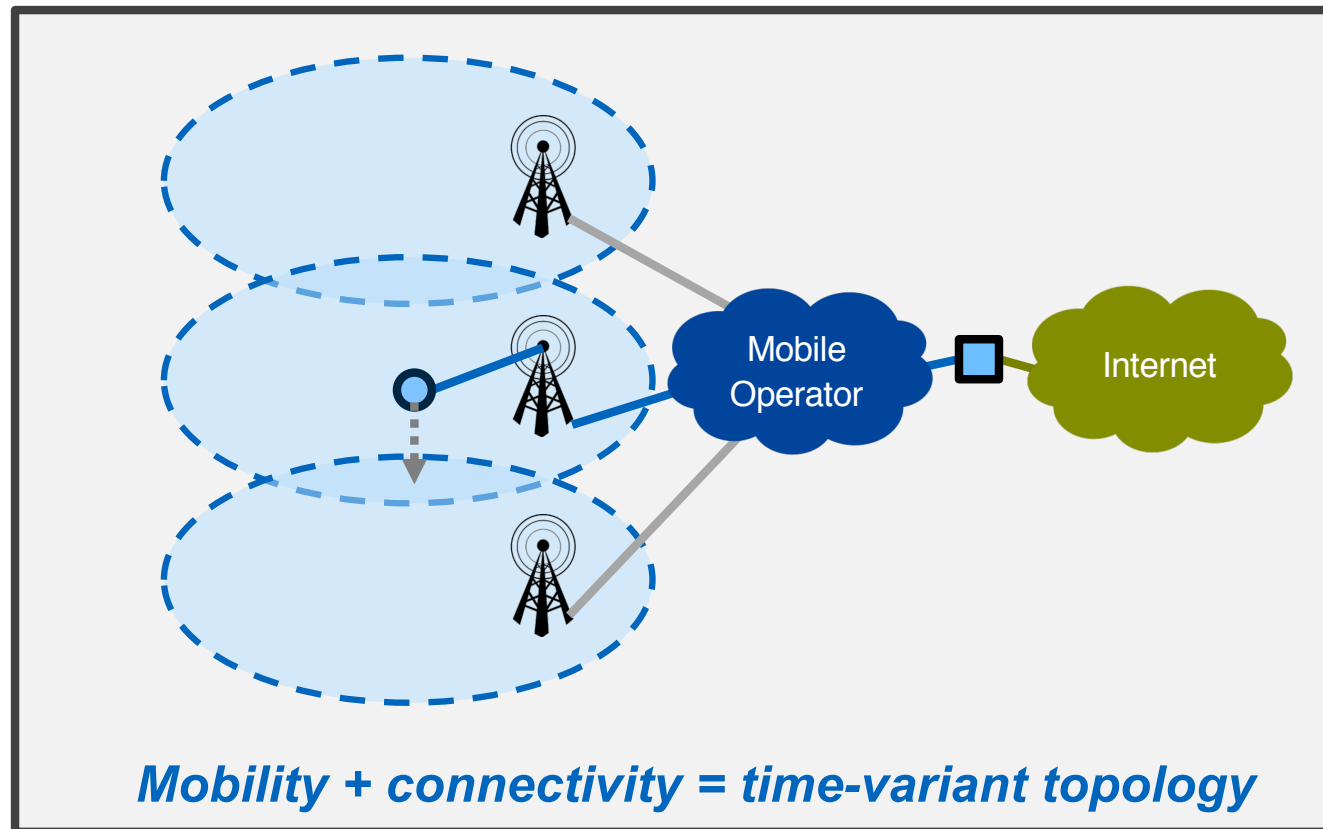 Mobile
Operator
Internet
Mobility + connectivity = time-variant topology